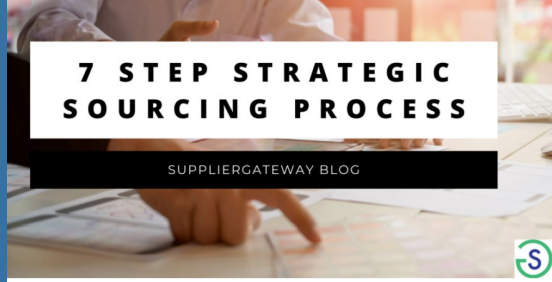 7 STEP STRATEGIC
SOURCING PROCESS
SUPPLIERGATEWAY BLOG
S